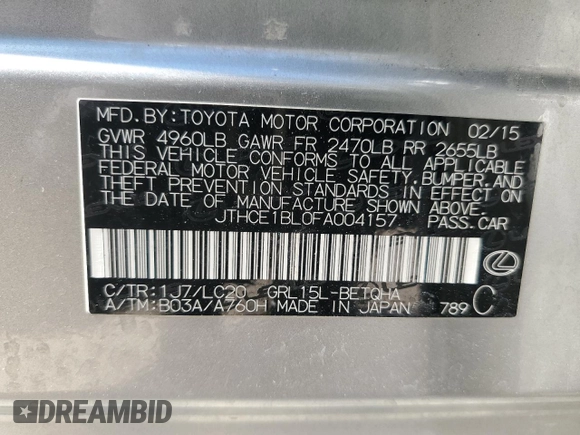 MFD. BY: TOYOTA MOTOR CORPORATION 02/15
GVWR 4960LB GAWR FR 2470LB RR 2655LB
THIS VEHICLE CONFORMS TO ALL APPLICABLE
FEDERAL MOTOR VEHICLE SAFETY, BUMPER, AND
THEFT PREVENTION STANDARDS IN EFFECT ON
THE DATE OF MANUFACTURE SHOWN ABOVE.
JTHCE1BL0FA004157 PASS. CAR
C/TR: 1J7/LC20 GRL15L-BETQHA
A/TM: B03A/A760H MADE IN JAPAN 789 C
DREAMBID